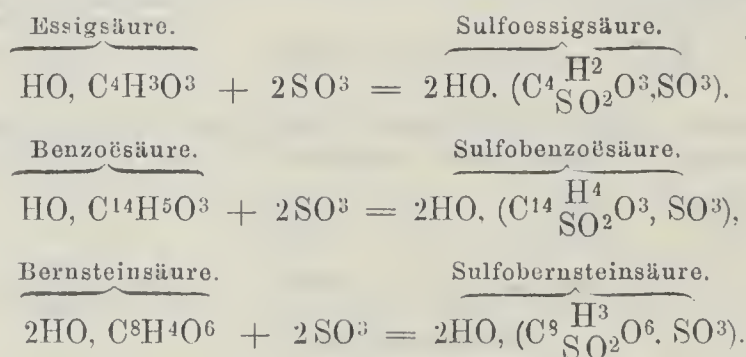 Essigsäure. Sulfoessigsäure.
HO, C⁴H³O³ + 2SO³ = 2HO. (C⁴ H² SO² O³,SO³).
Benzoësäure. Sulfobenzoësäure.
HO, C¹⁴H⁵O³ + 2SO³ = 2HO, (C¹⁴ H⁴ SO² O³, SO³),
Bernsteinsäure. Sulfobernsteinsäure.
2HO, C⁸H⁴O⁶ + 2SO³ = 2HO, (C⁸ H³ SO² O⁶. SO³).